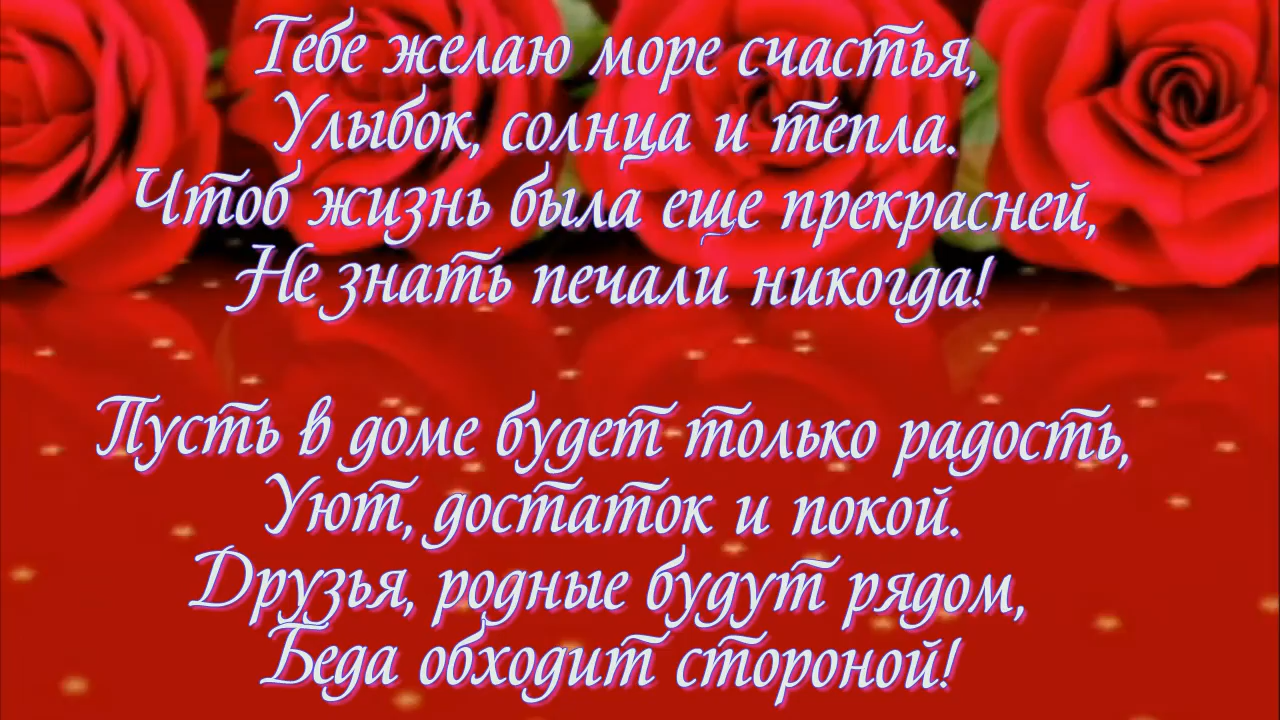 Тебе желаю море счастья,
Улыбок, солнца и тепла.
Чтоб жизнь была еще прекрасней,
Не знать печали никогда!
Пусть в доме будет только радость,
Уют, достаток и покой.
Друзья, родные будут рядом,
Беда обходит стороной!